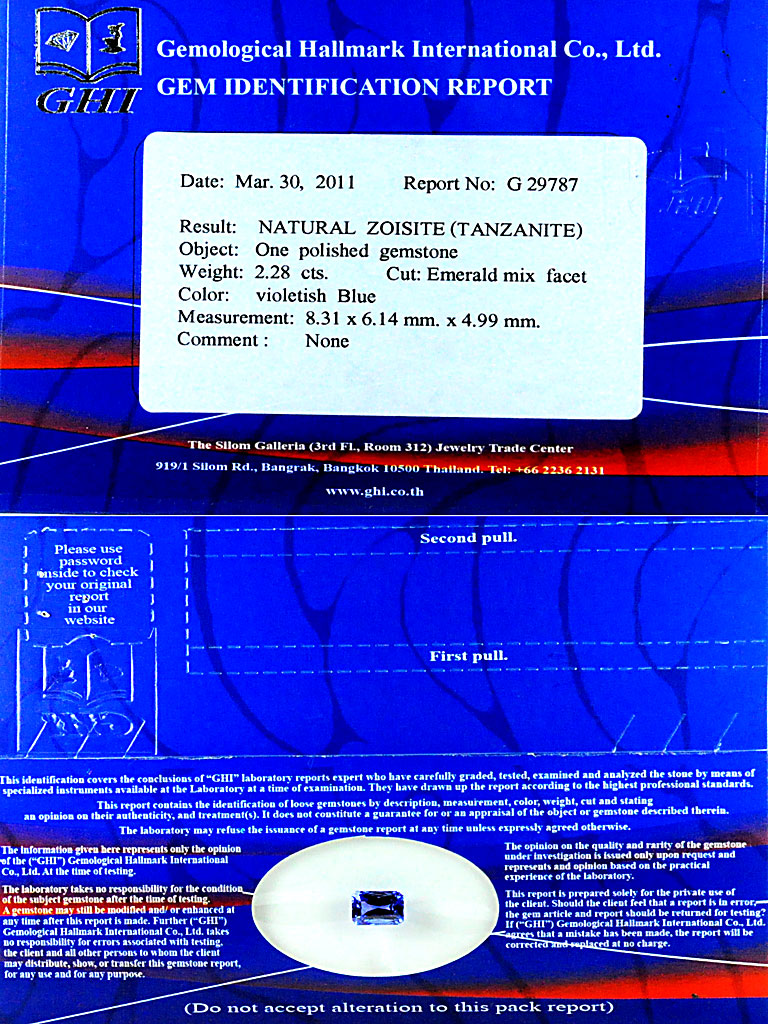 GHI
Gemological Hallmark International Co., Ltd.
GEM IDENTIFICATION REPORT
Date: Mar. 30, 2011 Report No: G 29787
Result: NATURAL ZOISITE (TANZANITE)
Object: One polished gemstone
Weight: 2.28 cts. Cut: Emerald mix facet
Color: violetish Blue
Measurement: 8.31 x 6.14 mm. x 4.99 mm.
Comment : None
The Silom Galleria (3rd Fl., Room 312) Jewelry Trade Center
919/1 Silom Rd., Bangrak, Bangkok 10500 Thailand. Tel: +66 2236 2131
www.ghi.co.th
Please use
password
inside to check
your original
report
in our
website
Second pull.
First pull.
This identification covers the conclusions of “GHI” laboratory reports expert who have carefully graded, tested, examined and analyzed the stone by means of
specialized instruments available at the Laboratory at a time of examination. They have drawn up the report according to the highest professional standards.
This report contains the identification of loose gemstones by description, measurement, color, weight, cut and stating
an opinion on their authenticity, and treatment(s). It does not constitute a guarantee for or an appraisal of the object or gemstone described therein.
The laboratory may refuse the issuance of a gemstone report at any time unless expressly agreed otherwise.
The information given here represents only the opinion
of the (“GHI”) Gemological Hallmark International
Co., Ltd. At the time of testing.
The laboratory takes no responsibility for the condition
of the subject gemstone after the time of testing.
A gemstone may still be modified and/ or enhanced at
any time after this report is made. Further (“GHI”)
Gemological Hallmark International Co., Ltd. takes
no responsibility for errors associated with testing,
the client and all other persons to whom the client
may distribute, show, or transfer this gemstone report,
for any use and for any purpose.
The opinion on the quality and rarity of the gemstone
under investigation is issued only upon request and
represents and opinion based on the practical
experience of the laboratory.
This report is prepared solely for the private use of
the client. Should the client feel that a report is in error,
the gem article and report should be returned for testing?
If (“GHI”) Gemological Hallmark International Co., Ltd.
agrees that a mistake has been made, the report will be
corrected and replaced at no charge.
(Do not accept alteration to this pack report)